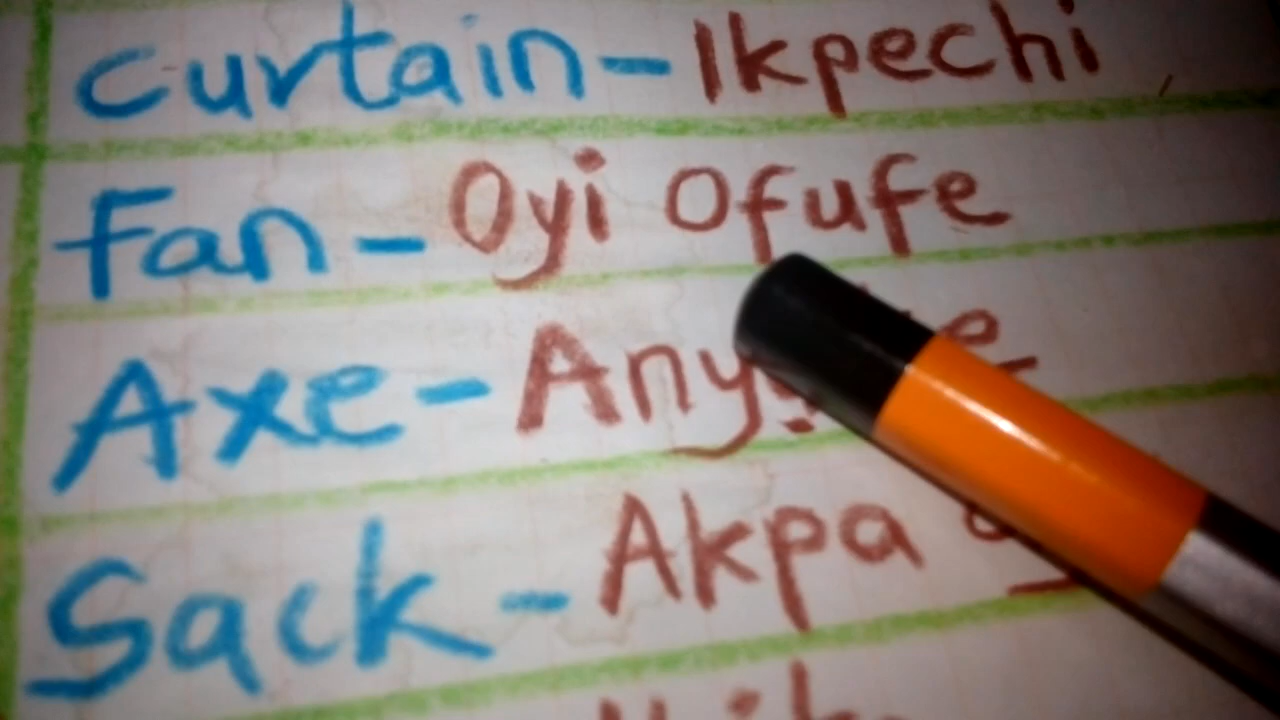 Curtain - Ikpechi
Fan - Oyi Ofufe
Axe -
Sack - Akpa